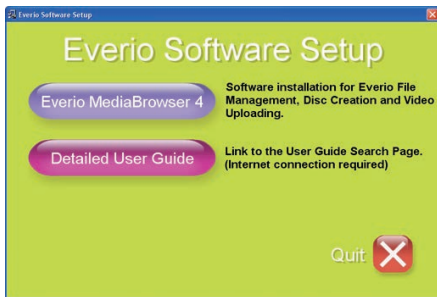 Everio Software Setup
Everio Software Setup
Everio MediaBrowser 4
Software installation for Everio File
Management, Disc Creation and Video
Uploading.
Detailed User Guide
Link to the User Guide Search Page.
(Internet connection required)
Quit